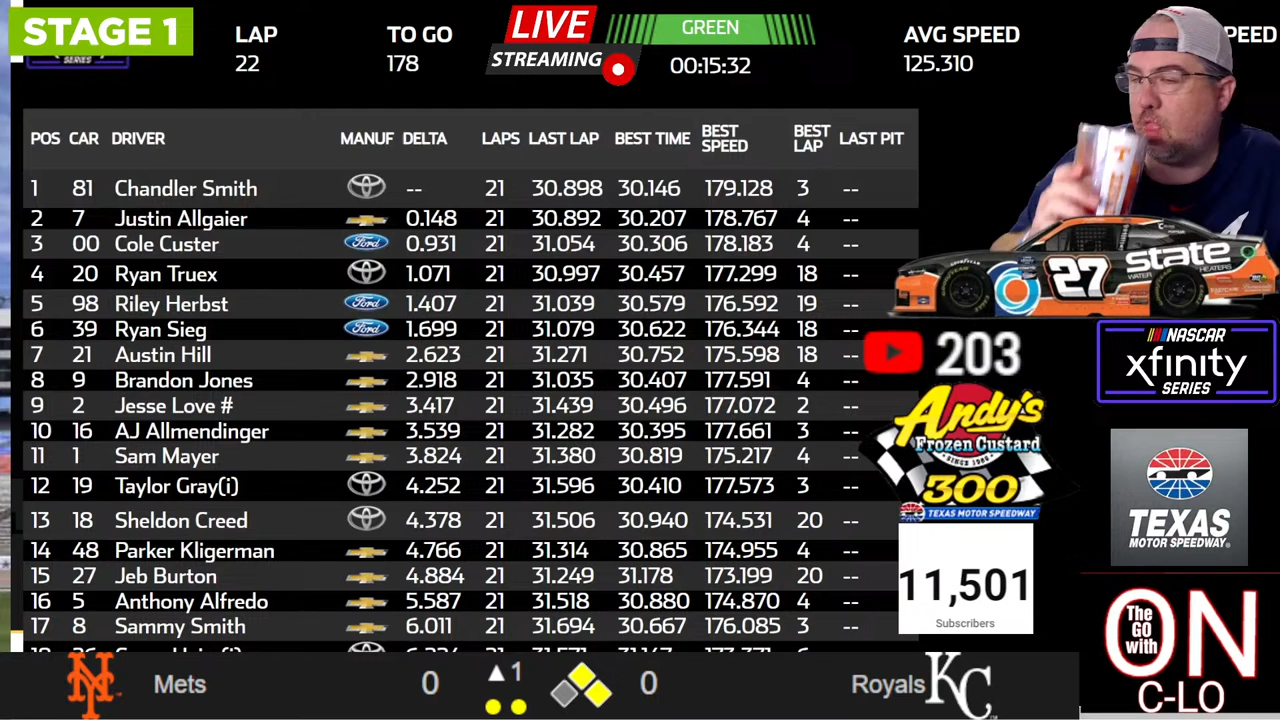 STAGE 1
LAP TO GO LIVE GREEN AVG SPEED PEED
22 178 STREAMING 00:15:32 125.310
SERIES
POS CAR DRIVER MANUF DELTA LAPS LAST LAP BEST TIME BEST SPEED BEST LAP LAST PIT
1 81 Chandler Smith -- 21 30.898 30.146 179.128 3 --
2 7 Justin Allgaier 0.148 21 30.892 30.207 178.767 4 --
3 00 Cole Custer Ford 0.931 21 31.054 30.306 178.183 4 --
4 20 Ryan Truex 1.071 21 30.997 30.457 177.299 18 --
5 98 Riley Herbst Ford 1.407 21 31.039 30.579 176.592 19 --
6 39 Ryan Sieg Ford 1.699 21 31.079 30.622 176.344 18 --
7 21 Austin Hill 2.623 21 31.271 30.752 175.598 18 --
8 9 Brandon Jones 2.918 21 31.035 30.407 177.591 4 --
9 2 Jesse Love # 3.417 21 31.439 30.496 177.072 2 --
10 16 AJ Allmendinger 3.539 21 31.282 30.395 177.661 3 --
11 1 Sam Mayer 3.824 21 31.380 30.819 175.217 4 --
12 19 Taylor Gray(i) 4.252 21 31.596 30.410 177.573 3 --
13 18 Sheldon Creed 4.378 21 31.506 30.940 174.531 20 --
14 48 Parker Kligerman 4.766 21 31.314 30.865 174.955 4 --
15 27 Jeb Burton 4.884 21 31.249 31.178 173.199 20 --
16 5 Anthony Alfredo 5.587 21 31.518 30.880 174.870 4 --
17 8 Sammy Smith 6.011 21 31.694 30.667 176.085 3 --
T
27 state
WATER HEATERS
203
NASCAR
xfinity
SERIES
Andy's
Frozen Custard
SINCE 1986
300
TEXAS MOTOR SPEEDWAY
TEXAS
MOTOR SPEEDWAY
11,501
Subscribers
The GO with ON
C-LO
NY Mets 0 ▲1 0 Royals KC